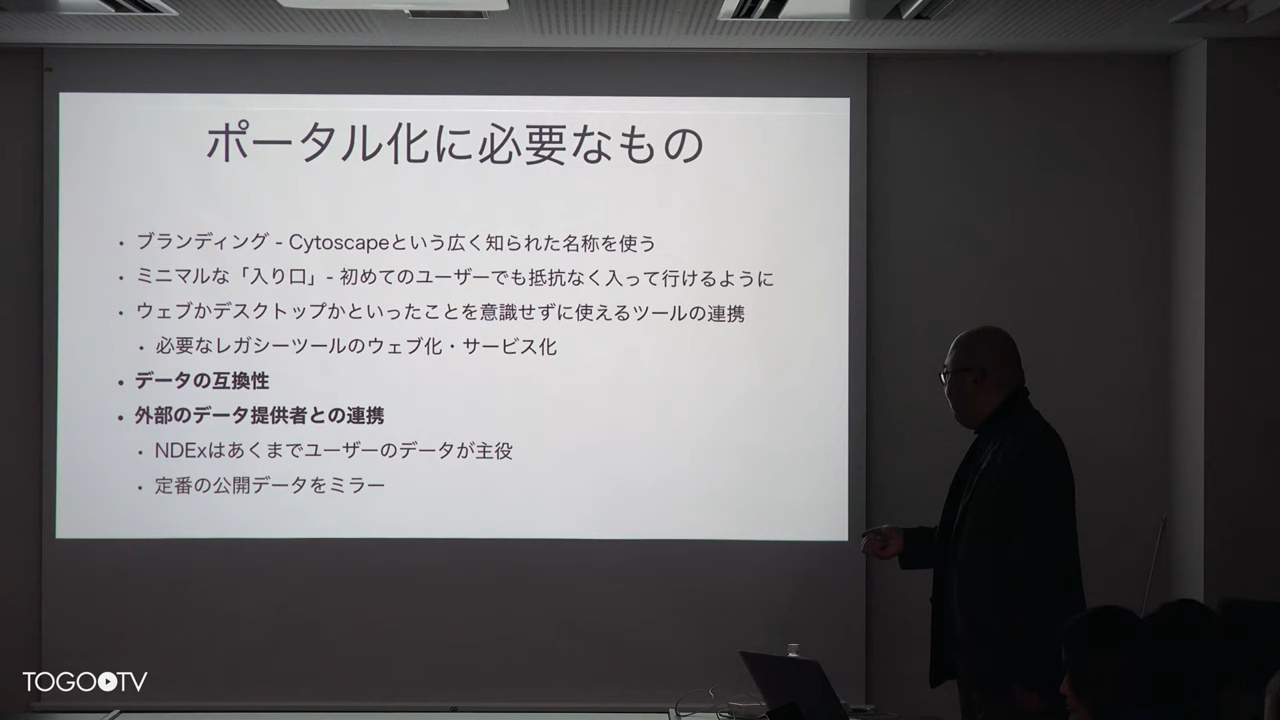 ポータル化に必要なもの
・ブランディング - Cytoscapeという広く知られた名称を使う
・ミニマルな「入り口」- 初めてのユーザーでも抵抗なく入って行けるように
・ウェブかデスクトップかといったことを意識せずに使えるツールの連携
・必要なレガシーツールのウェブ化・サービス化
・データの互換性
・外部のデータ提供者との連携
・NDExはあくまでユーザーのデータが主役
・定番の公開データをミラー
TOGOTV